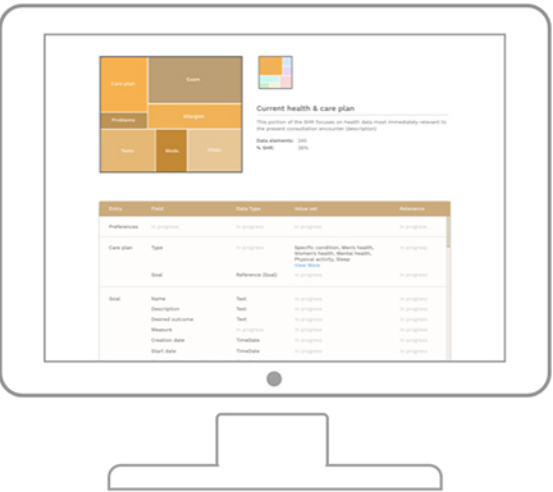 Care plan
Exam
Problems
Allergies
Tests
Meds.
Vitals
Current health & care plan
This portion of the SHR focuses on health data most immediately relevant to
the present consultation encounter (description)
Data elements: 240
% SHR: 38%
Entry Field Data Type Value set Relevance
Preferences In progress In progress In progress In progress
Care plan Type In progress Specific condition, Men's health, In progress
Women's health, Mental health,
Physical activity, Sleep
View More
Goal Reference (Goal) In progress In progress
Goal Name Text In progress In progress
Description Text In progress In progress
Desired outcome Text In progress In progress
Measure In progress In progress In progress
Creation date TimeDate In progress In progress
Start date TimeDate In progress In progress